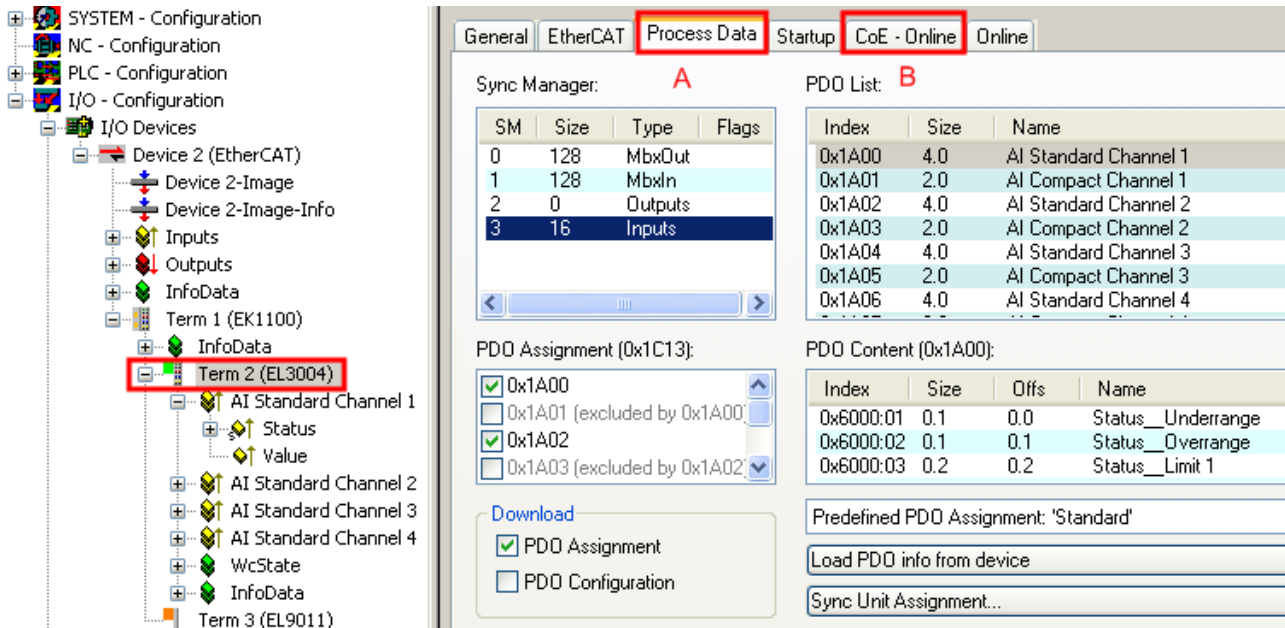 SYSTEM - Configuration
NC - Configuration
PLC - Configuration
I/O - Configuration
I/O Devices
Device 2 (EtherCAT)
Device 2-Image
Device 2-Image-Info
Inputs
Outputs
InfoData
Term 1 (EK1100)
InfoData
Term 2 (EL3004)
AI Standard Channel 1
Status
Value
AI Standard Channel 2
AI Standard Channel 3
AI Standard Channel 4
WcState
InfoData
Term 3 (EL9011)
General EtherCAT Process Data Startup CoE - Online Online
A
B
Sync Manager:
SM Size Type Flags
0 128 MbxOut
1 128 MbxIn
2 0 Outputs
3 16 Inputs
PDO List:
Index Size Name
0x1A00 4.0 AI Standard Channel 1
0x1A01 2.0 AI Compact Channel 1
0x1A02 4.0 AI Standard Channel 2
0x1A03 2.0 AI Compact Channel 2
0x1A04 4.0 AI Standard Channel 3
0x1A05 2.0 AI Compact Channel 3
0x1A06 4.0 AI Standard Channel 4
PDO Assignment (0x1C13):
0x1A00
0x1A01 (excluded by 0x1A00)
0x1A02
0x1A03 (excluded by 0x1A02)
PDO Content (0x1A00):
Index Size Offs Name
0x6000:01 0.1 0.0 Status__Underrange
0x6000:02 0.1 0.1 Status__Overrange
0x6000:03 0.2 0.2 Status__Limit 1
Download
PDO Assignment
PDO Configuration
Predefined PDO Assignment: 'Standard'
Load PDO info from device
Sync Unit Assignment...